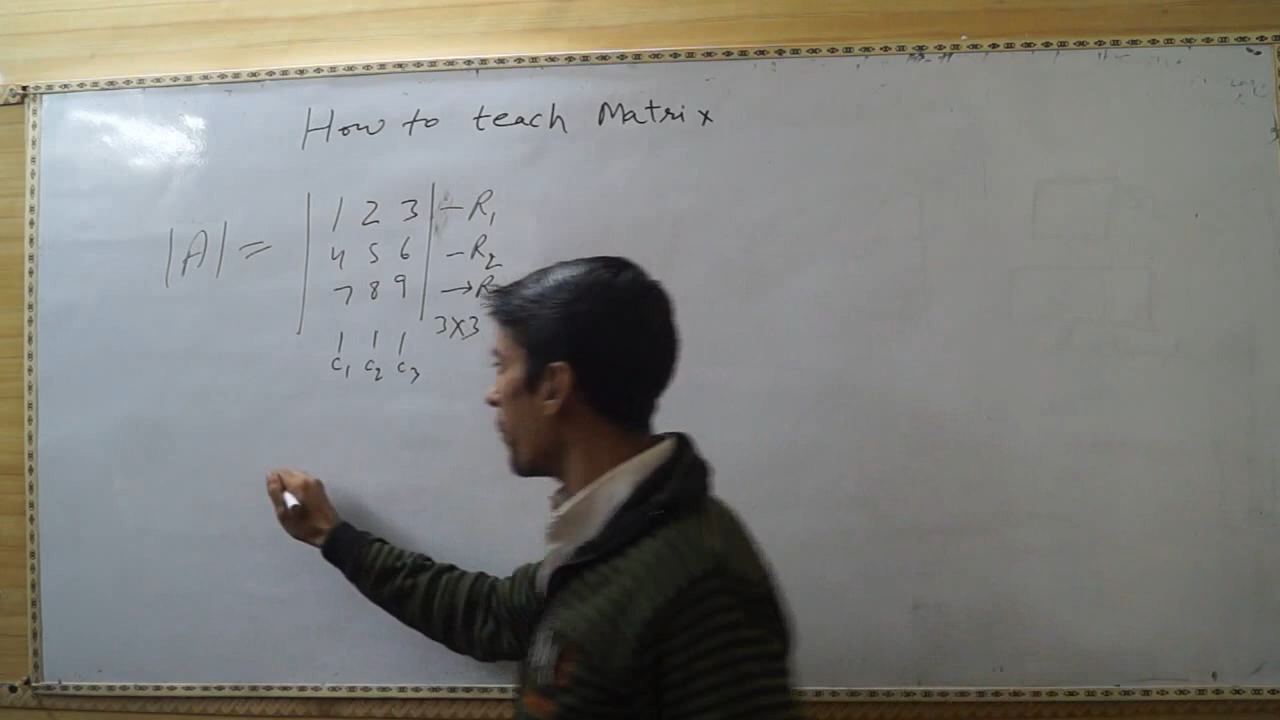 How to teach Matrix
|A| = | 1 2 3 | - R₁
4 5 6 - R₂
7 8 9 → R
3X3
C₁ C₂ C₃